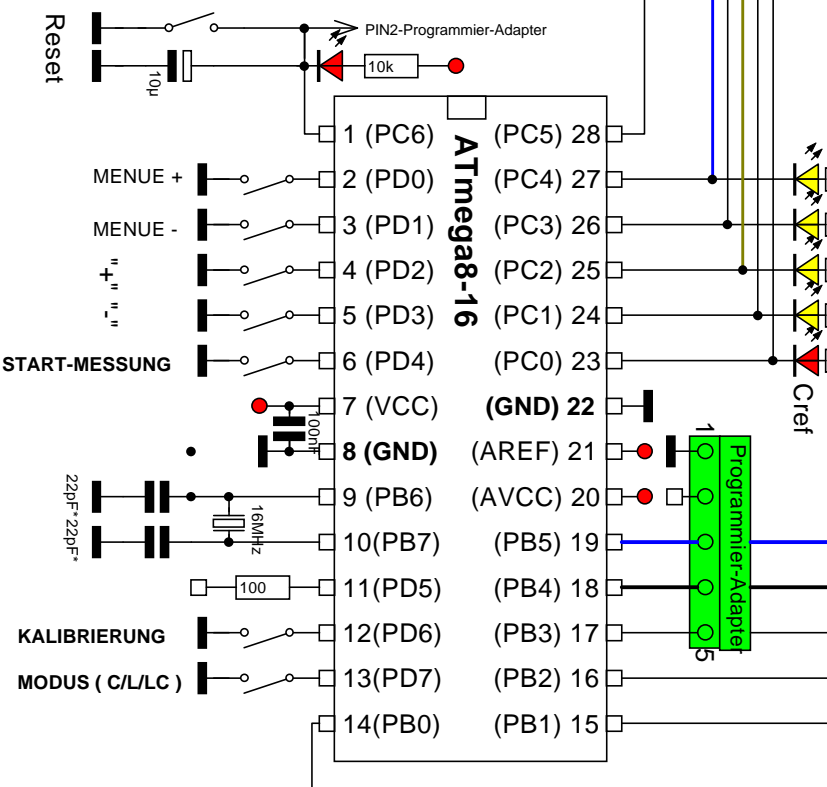 Reset
PIN2-Programmier-Adapter
10µ
10k
ATmega8-16
1 (PC6)
(PC5) 28
MENUE +
2 (PD0)
(PC4) 27
MENUE -
3 (PD1)
(PC3) 26
"+"
4 (PD2)
(PC2) 25
"-"
5 (PD3)
(PC1) 24
START-MESSUNG
6 (PD4)
(PC0) 23
Cref
7 (VCC)
(GND) 22
100n
8 (GND)
(AREF) 21
1
Programmier-Adapter
22pF*
22pF*
9 (PB6)
(AVCC) 20
16MHz
10(PB7)
(PB5) 19
100
11(PD5)
(PB4) 18
KALIBRIERUNG
12(PD6)
(PB3) 17
5
MODUS ( C/L/LC )
13(PD7)
(PB2) 16
14(PB0)
(PB1) 15